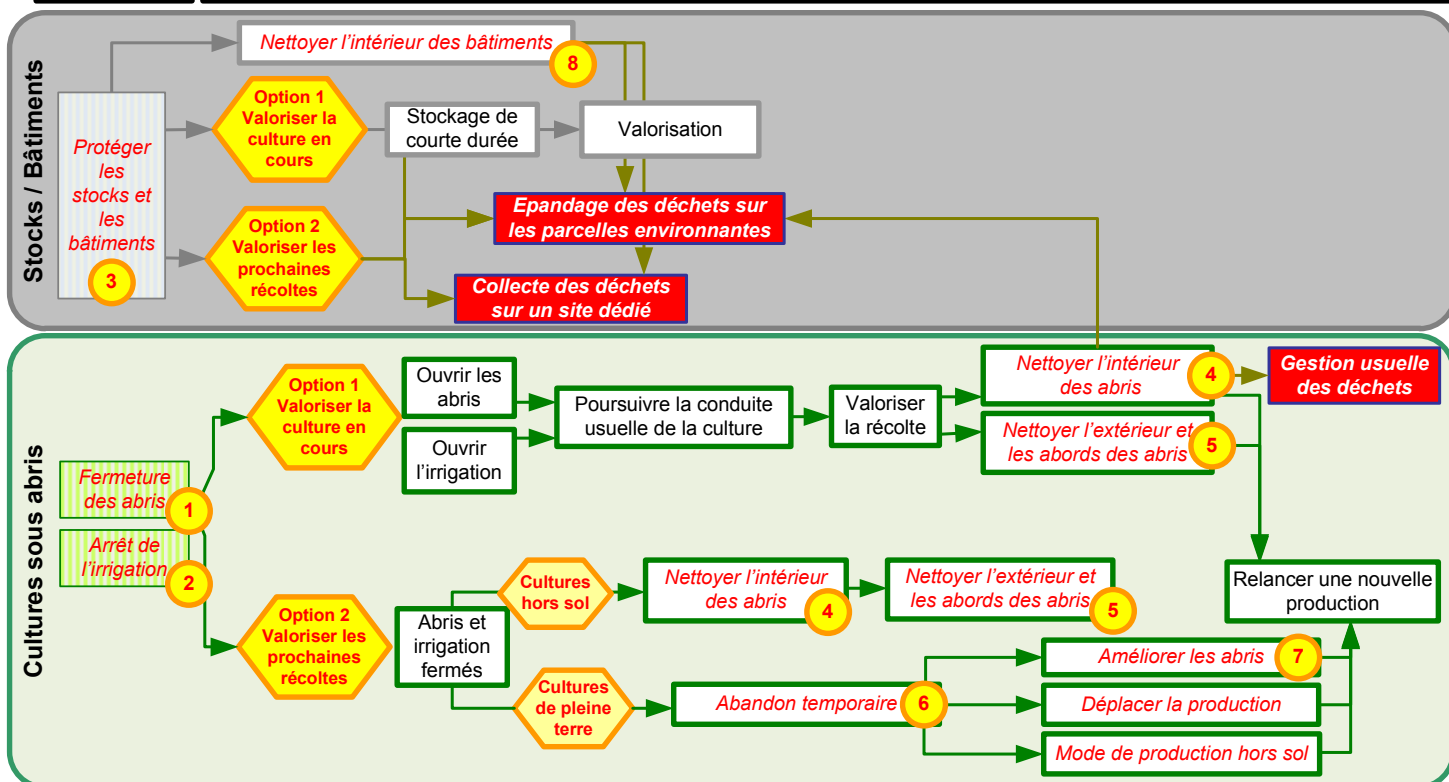 Stocks / Bâtiments
Nettoyer l’intérieur des bâtiments
8
Protéger
les
stocks et
les
bâtiments
3
Option 1
Valoriser la
culture en
cours
Stockage de
courte durée
Valorisation
Option 2
Valoriser les
prochaines
récoltes
Epandage des déchets sur
les parcelles environnantes
Collecte des déchets
sur un site dédié
Cultures sous abris
Fermeture
des abris
1
Arrêt de
l’irrigation
2
Option 1
Valoriser la
culture en
cours
Ouvrir les
abris
Ouvrir
l’irrigation
Poursuivre la conduite
usuelle de la culture
Valoriser
la récolte
Nettoyer l’intérieur
des abris
4
Gestion usuelle
des déchets
Nettoyer l’extérieur et
les abords des abris
5
Option 2
Valoriser les
prochaines
récoltes
Abris et
irrigation
fermés
Cultures
hors sol
Nettoyer l’intérieur
des abris
4
Nettoyer l’extérieur et
les abords des abris
5
Relancer une nouvelle
production
Cultures
de pleine
terre
Abandon temporaire
6
Améliorer les abris
7
Déplacer la production
Mode de production hors sol